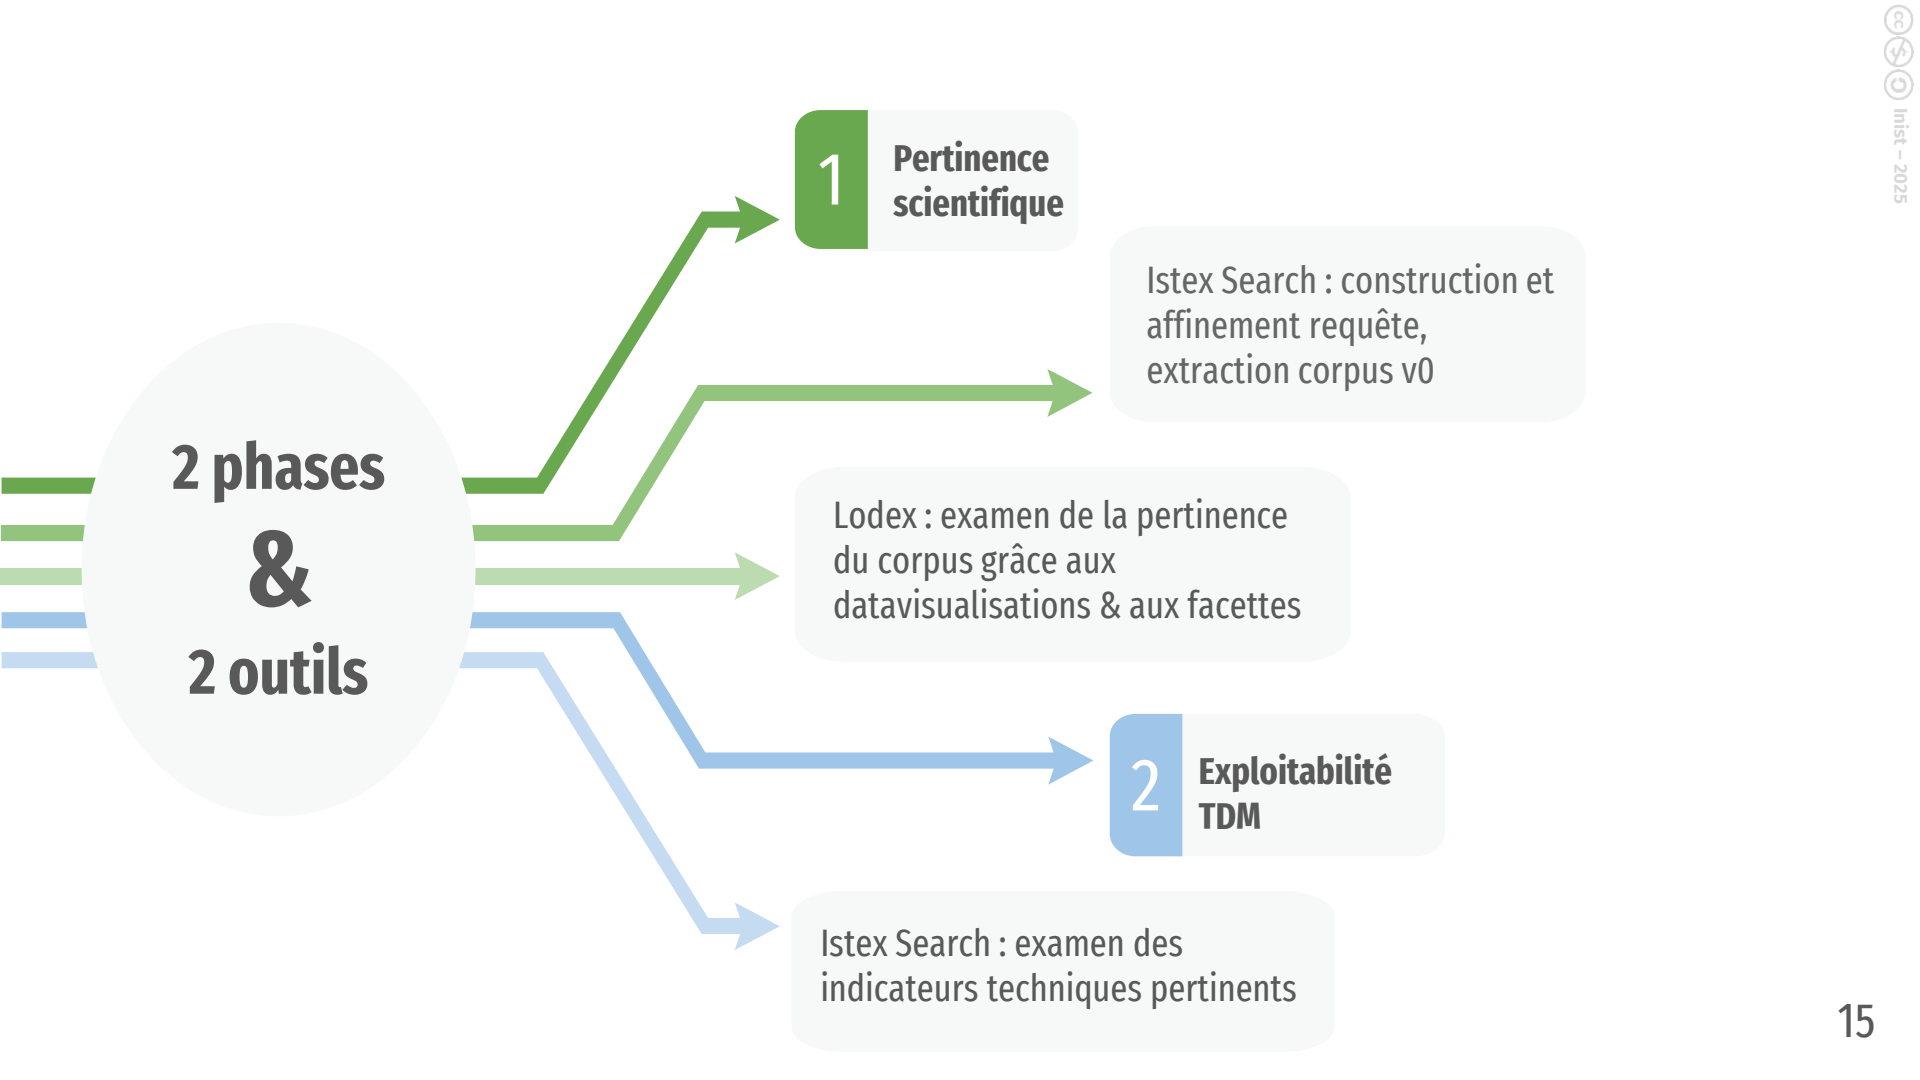 2 phases
&
2 outils
1
Pertinence
scientifique
Istex Search : construction et
affinement requête,
extraction corpus v0
Lodex : examen de la pertinence
du corpus grâce aux
datavisualisations & aux facettes
2
Exploitabilité
TDM
Istex Search : examen des
indicateurs techniques pertinents
cc $ Inist – 2025
15